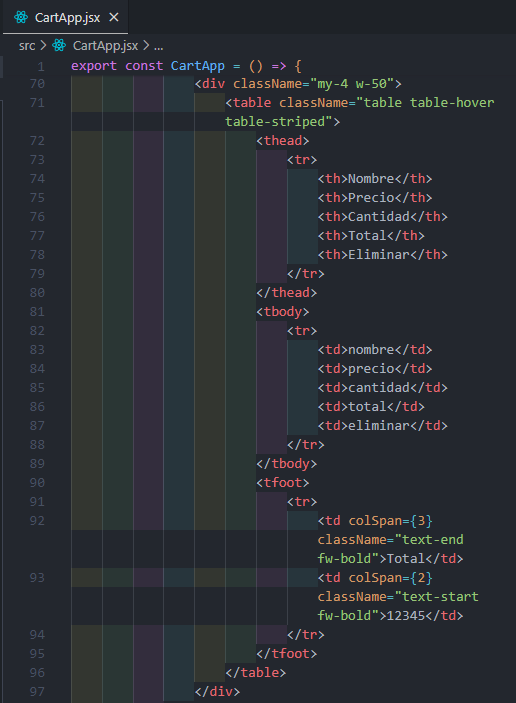 CartApp.jsx ×
src > CartApp.jsx > ...
1 export const CartApp = () => {
70 <div className="my-4 w-50">
71 <table className="table table-hover
table-striped">
72 <thead>
73 <tr>
74 <th>Nombre</th>
75 <th>Precio</th>
76 <th>Cantidad</th>
77 <th>Total</th>
78 <th>Eliminar</th>
79 </tr>
80 </thead>
81 <tbody>
82 <tr>
83 <td>nombre</td>
84 <td>precio</td>
85 <td>cantidad</td>
86 <td>total</td>
87 <td>eliminar</td>
88 </tr>
89 </tbody>
90 <tfoot>
91 <tr>
92 <td colSpan={3}
className="text-end
fw-bold">Total</td>
93 <td colSpan={2}
className="text-start
fw-bold">12345</td>
94 </tr>
95 </tfoot>
96 </table>
97 </div>